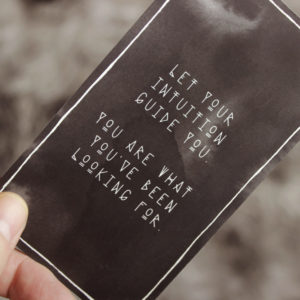 LET YOUR
INTUITION
GUIDE YOU.
YOU ARE WHAT
YOU'VE BEEN
LOOKING FOR.